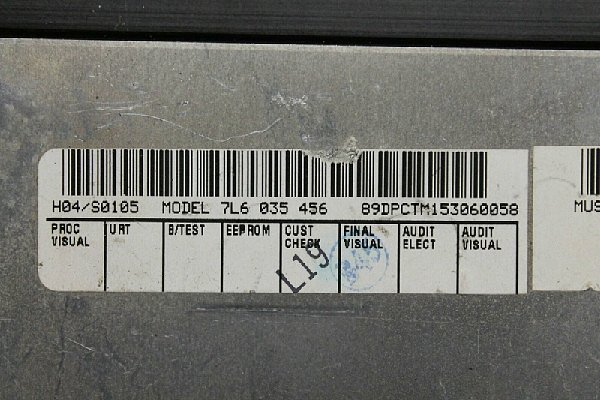 H04/S0105 MODEL 7L6 035 456 89DPCTM153060058
PROC VISUAL
URT
B/TEST
EEPROM
CUST CHECK
FINAL VISUAL
AUDIT ELECT
AUDIT VISUAL
L19
MUS